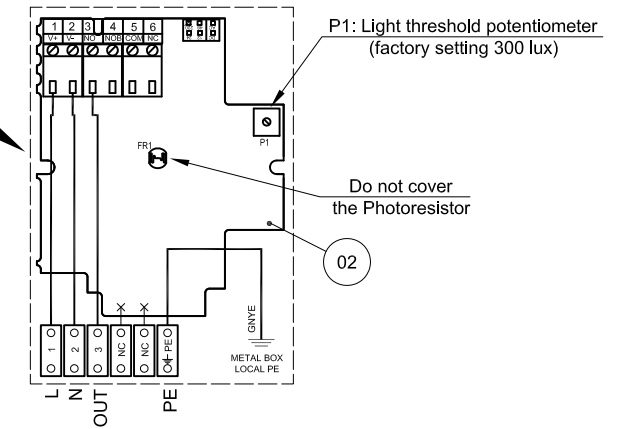 1 2 3 4 5 6
V+ V- NO NOB COM NC
P1: Light threshold potentiometer
(factory setting 300 lux)
P1
FR1
Do not cover
the Photoresistor
02
GNYE
METAL BOX
LOCAL PE
1 2 3 NC NC PE
L N OUT PE